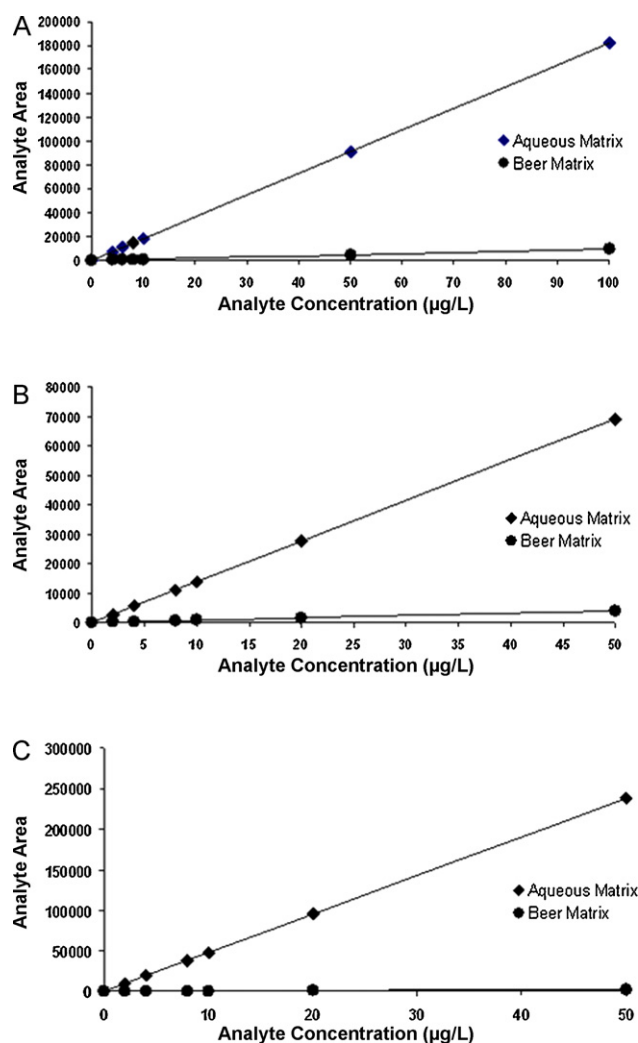 A
200000
180000
160000
140000
120000
100000
80000
60000
40000
20000
0
Analyte Area
Aqueous Matrix
Beer Matrix
0 10 20 30 40 50 60 70 80 90 100
Analyte Concentration (µg/L)
B
80000
70000
60000
50000
40000
30000
20000
10000
0
Analyte Area
Aqueous Matrix
Beer Matrix
0 5 10 15 20 25 30 35 40 45 50
Analyte Concentration (µg/L)
C
300000
250000
200000
150000
100000
50000
0
Analyte Area
Aqueous Matrix
Beer Matrix
0 10 20 30 40 50
Analyte Concentration (µg/L)